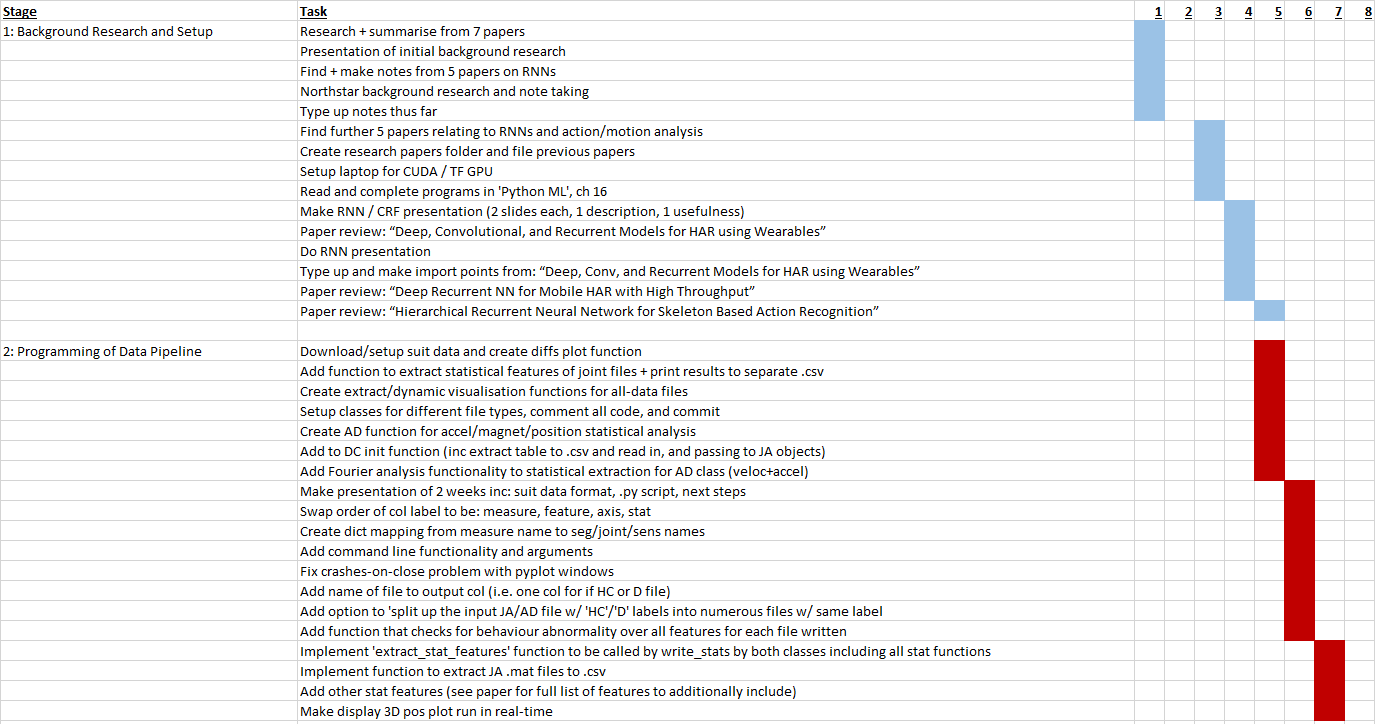 Stage Task 1 2 3 4 5 6 7 8
1: Background Research and Setup Research + summarise from 7 papers
Presentation of initial background research
Find + make notes from 5 papers on RNNs
Northstar background research and note taking
Type up notes thus far
Find further 5 papers relating to RNNs and action/motion analysis
Create research papers folder and file previous papers
Setup laptop for CUDA / TF GPU
Read and complete programs in 'Python ML', ch 16
Make RNN / CRF presentation (2 slides each, 1 description, 1 usefulness)
Paper review: “Deep, Convolutional, and Recurrent Models for HAR using Wearables”
Do RNN presentation
Type up and make import points from: “Deep, Conv, and Recurrent Models for HAR using Wearables”
Paper review: “Deep Recurrent NN for Mobile HAR with High Throughput”
Paper review: “Hierarchical Recurrent Neural Network for Skeleton Based Action Recognition”
2: Programming of Data Pipeline Download/setup suit data and create diffs plot function
Add function to extract statistical features of joint files + print results to separate .csv
Create extract/dynamic visualisation functions for all-data files
Setup classes for different file types, comment all code, and commit
Create AD function for accel/magnet/position statistical analysis
Add to DC init function (inc extract table to .csv and read in, and passing to JA objects)
Add Fourier analysis functionality to statistical extraction for AD class (veloc+accel)
Make presentation of 2 weeks inc: suit data format, .py script, next steps
Swap order of col label to be: measure, feature, axis, stat
Create dict mapping from measure name to seg/joint/sens names
Add command line functionality and arguments
Fix crashes-on-close problem with pyplot windows
Add name of file to output col (i.e. one col for if HC or D file)
Add option to 'split up the input JA/AD file w/ 'HC'/'D' labels into numerous files w/ same label
Add function that checks for behaviour abnormality over all features for each file written
Implement 'extract_stat_features' function to be called by write_stats by both classes including all stat functions
Implement function to extract JA .mat files to .csv
Add other stat features (see paper for full list of features to additionally include)
Make display 3D pos plot run in real-time